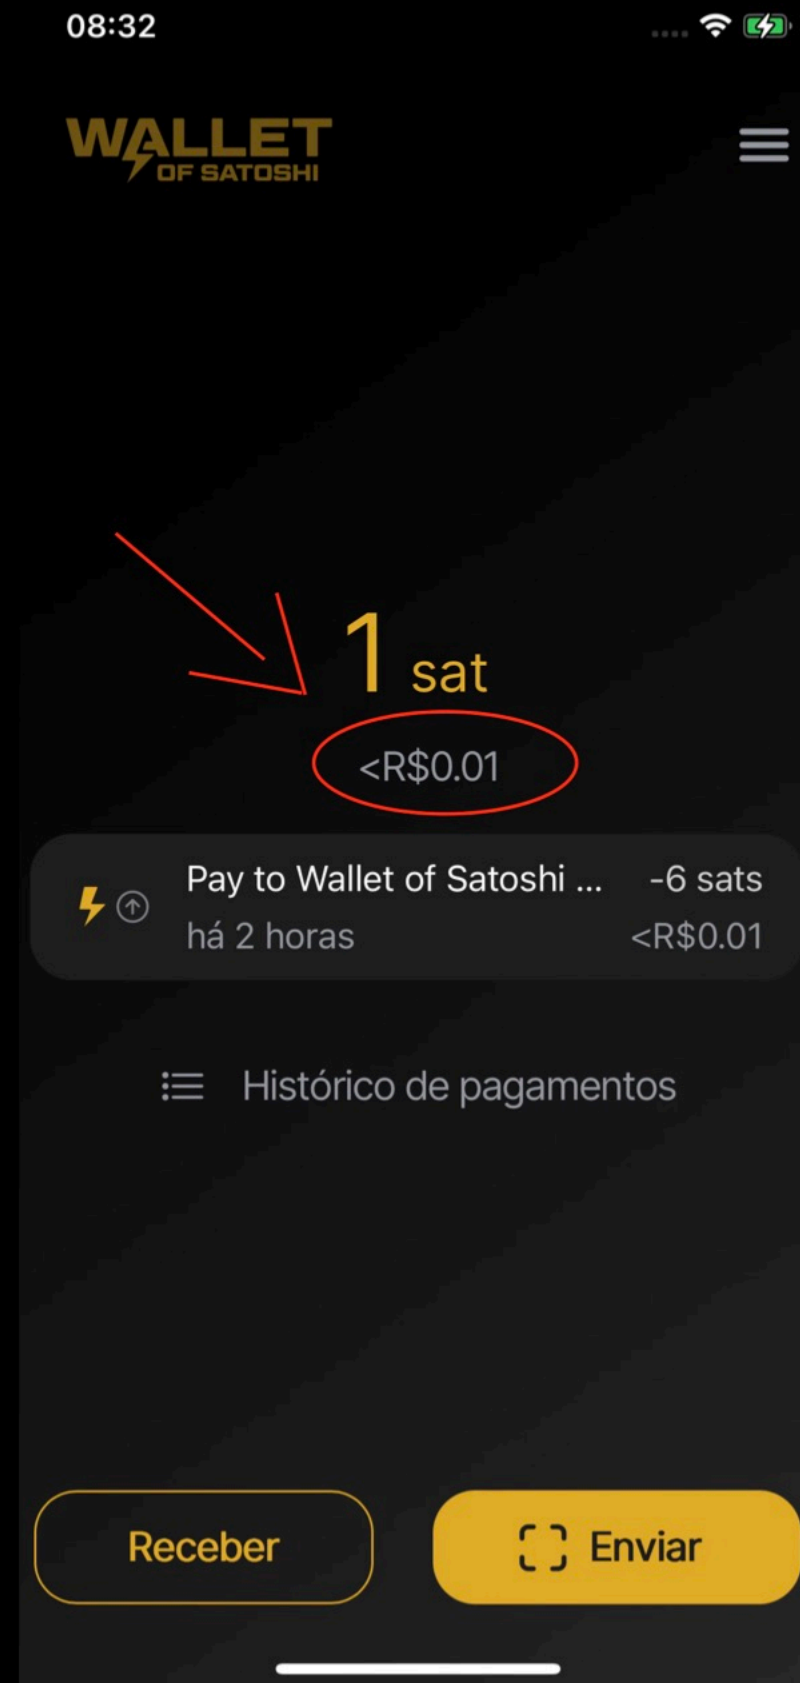 08:32
WALLET
OF SATOSHI
1 sat
<R$0.01
Pay to Wallet of Satoshi ... -6 sats
há 2 horas <R$0.01
Histórico de pagamentos
Receber Enviar